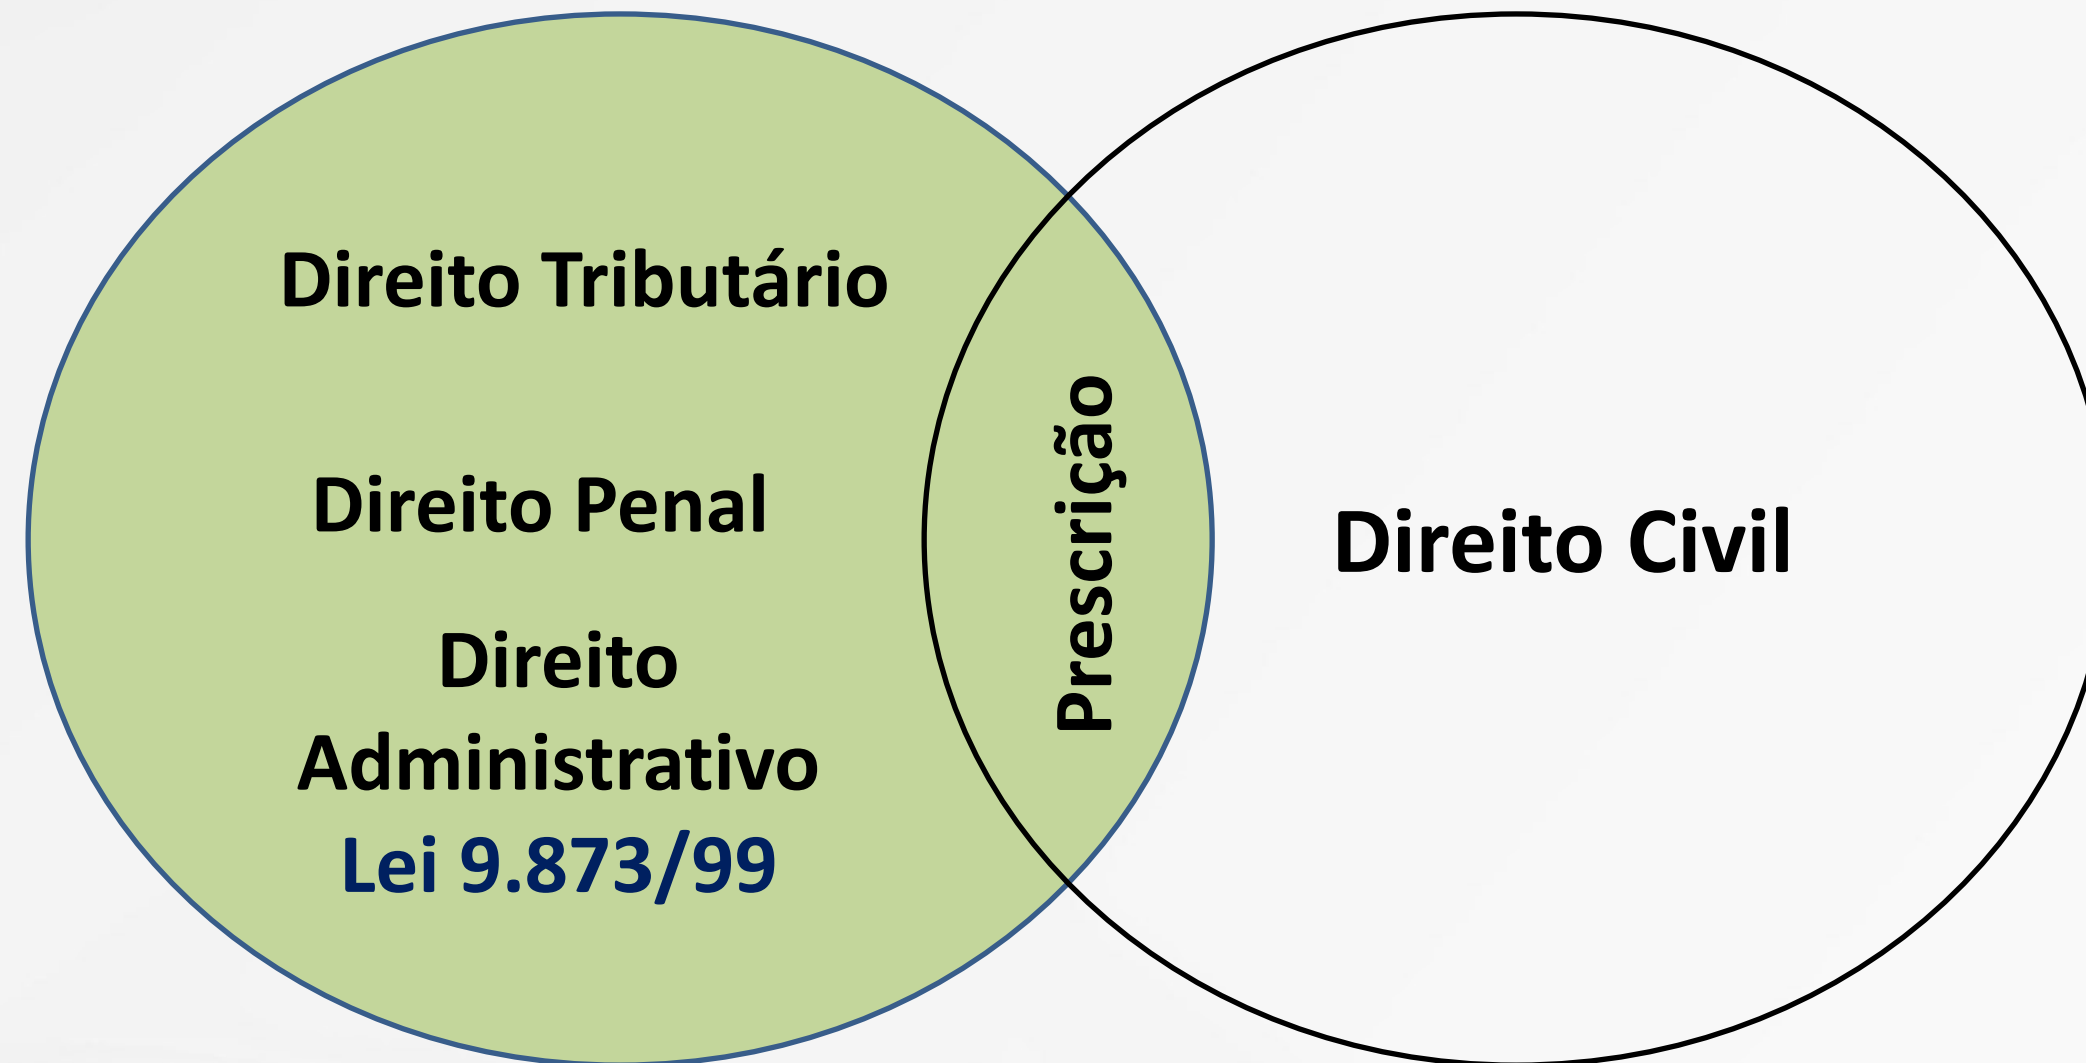 Direito Tributário
Direito Penal
Direito
Administrativo
Lei 9.873/99
Prescrição
Direito Civil